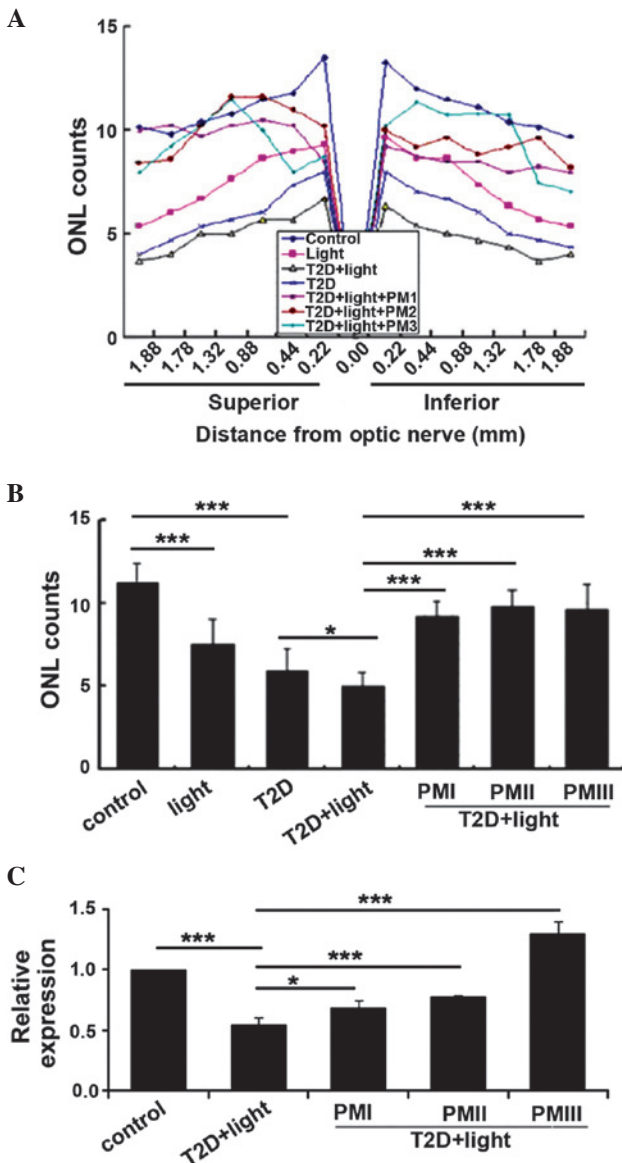 A
15
10
5
0
ONL counts
Control
Light
T2D+light
T2D
T2D+light+PM1
T2D+light+PM2
T2D+light+PM3
1.88 1.78 1.32 0.88 0.44 0.22 0.00 0.22 0.44 0.88 1.32 1.78 1.88
Superior Inferior
Distance from optic nerve (mm)
B
15
10
5
0
ONL counts
***
***
*
***
***
***
control light T2D T2D+light PMI PMII PMIII
T2D+light
C
1.5
1.0
0.5
0.0
Relative
expression
***
***
***
*
control T2D+light PMI PMII PMIII
T2D+light